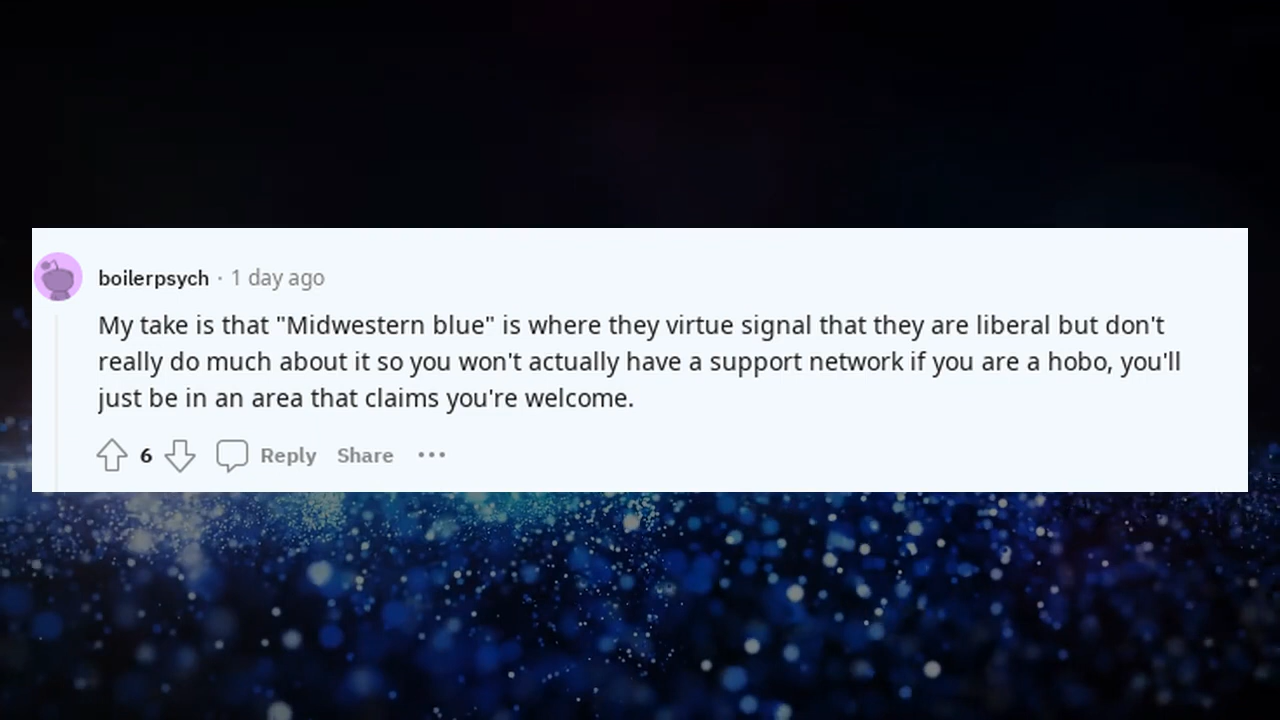 boilerpsych · 1 day ago
My take is that "Midwestern blue" is where they virtue signal that they are liberal but don't
really do much about it so you won't actually have a support network if you are a hobo, you'll
just be in an area that claims you're welcome.
6 Reply Share ···